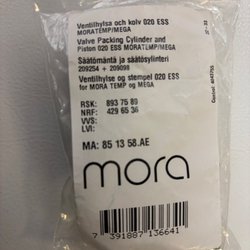 Ventilhylsa och kolv 020 ESS
MORATEMP/MEGA
Valve Packing Cylinder and
Piston 020 ESS MORATEMP/MEGA
Säätömäntä ja säätösylinteri
209254 + 209098
Ventilhylse og stempel 020 ESS
for MORA TEMP og MEGA
RSK: 893 75 89
NRF: 429 65 36
VVS:
LVI:
MA: 85 13 58.AE
mora
7 391887 136641
Control